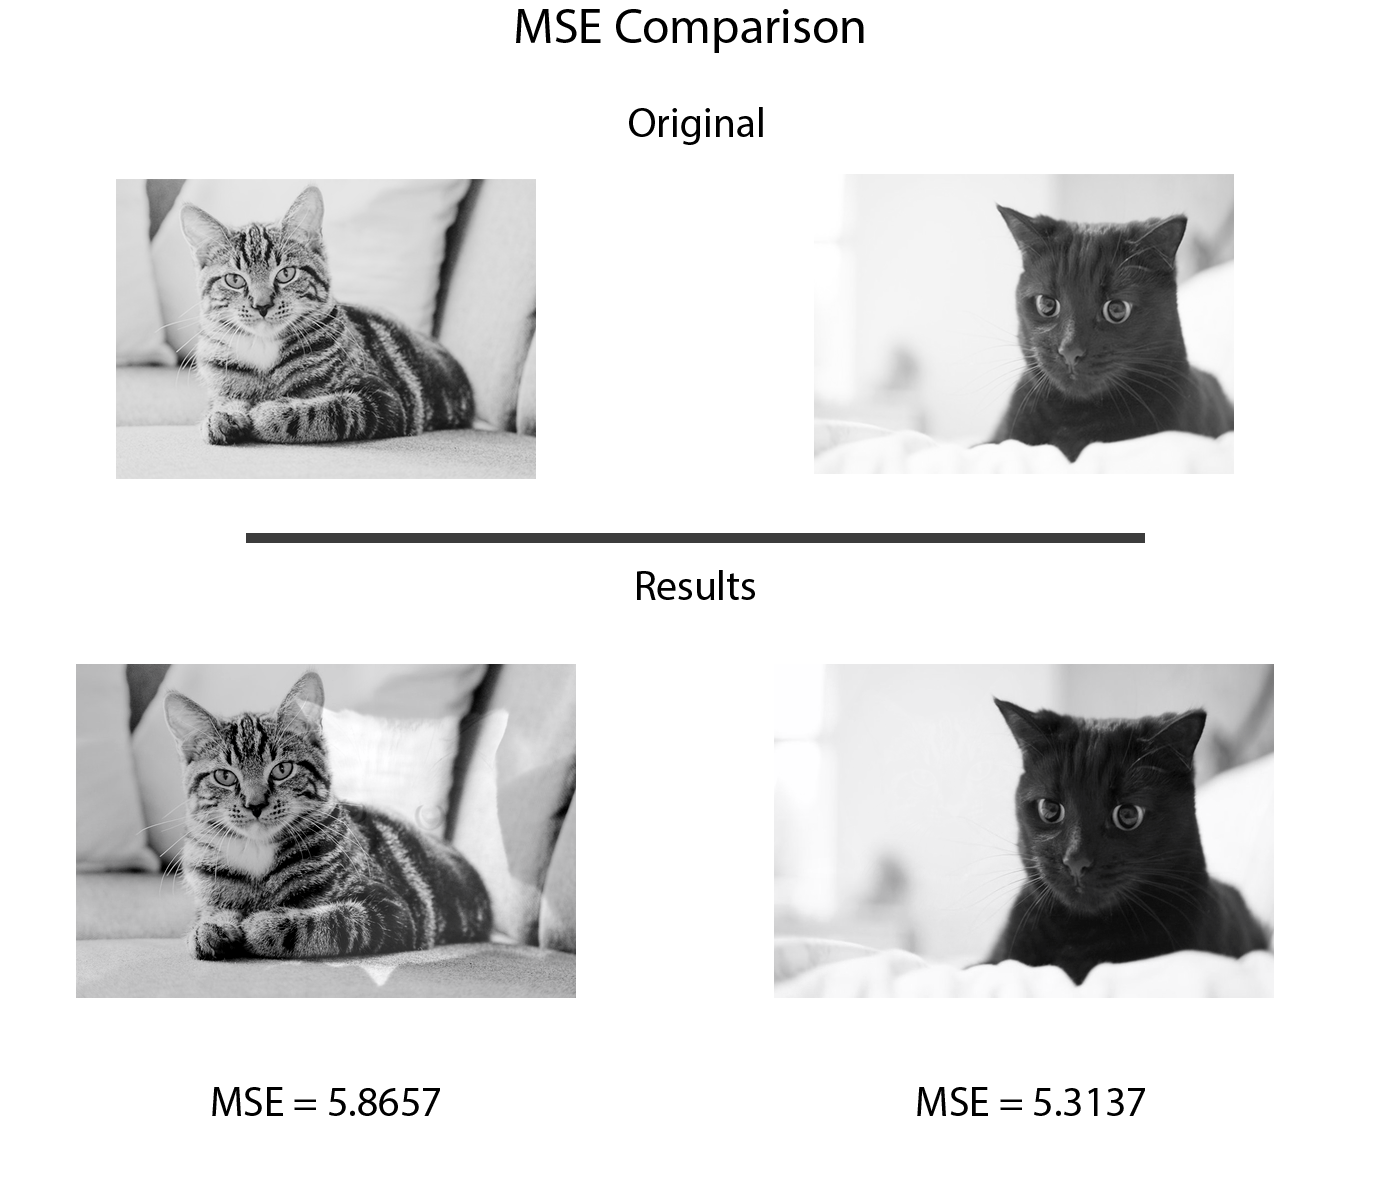 MSE Comparison
Original
Results
MSE = 5.8657
MSE = 5.3137